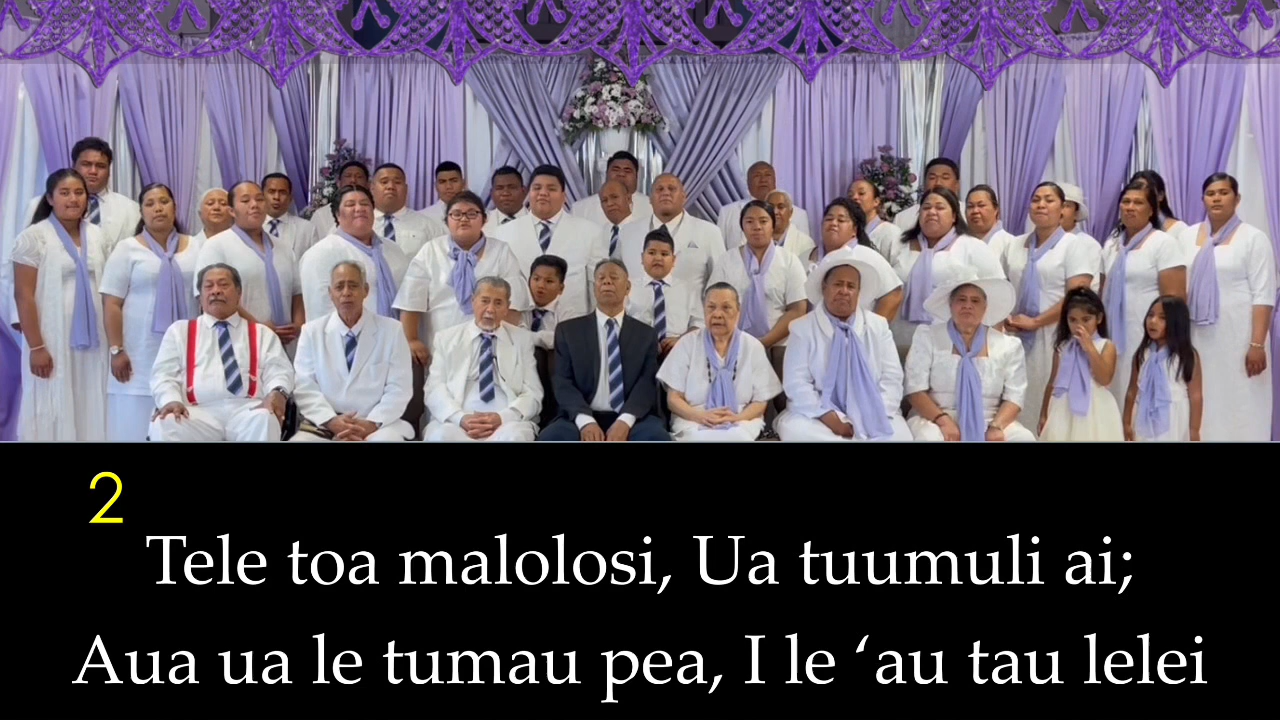 2
Tele toa malolosi, Ua tuumuli ai;
Aua ua le tumau pea, I le ‘au tau lelei